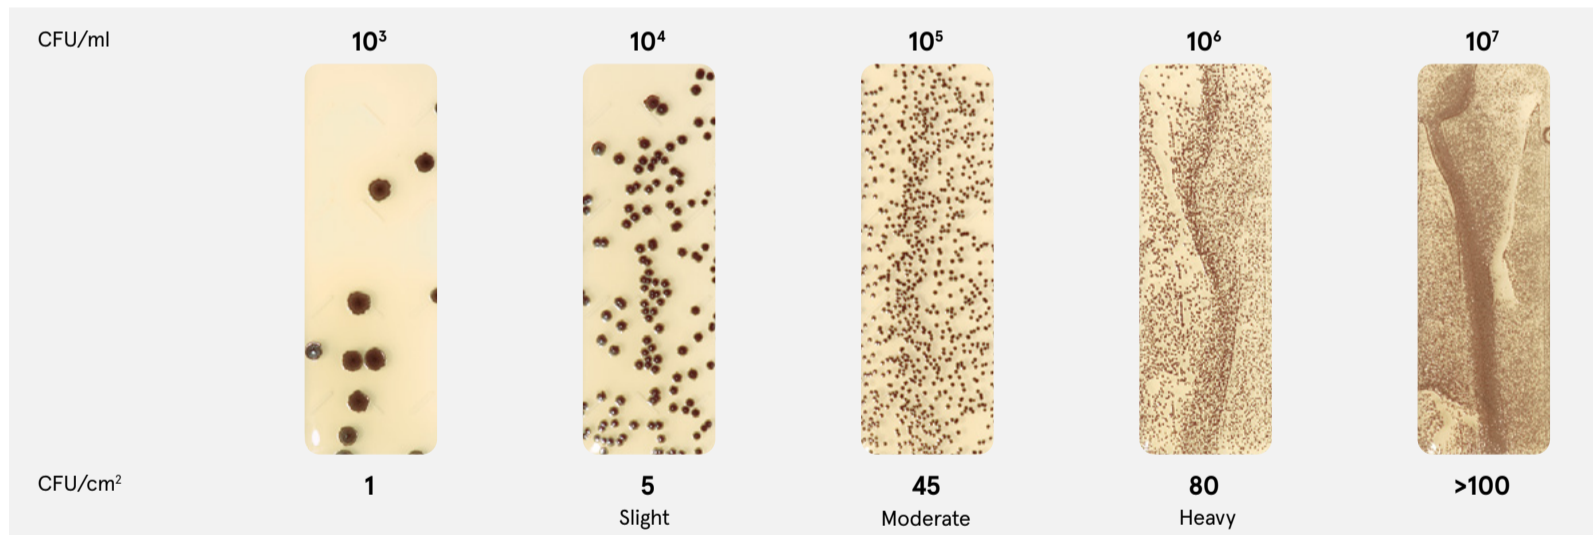 CFU/ml 10³ 10⁴ 10⁵ 10⁶ 10⁷
CFU/cm² 1 5 45 80 >100
Slight Moderate Heavy